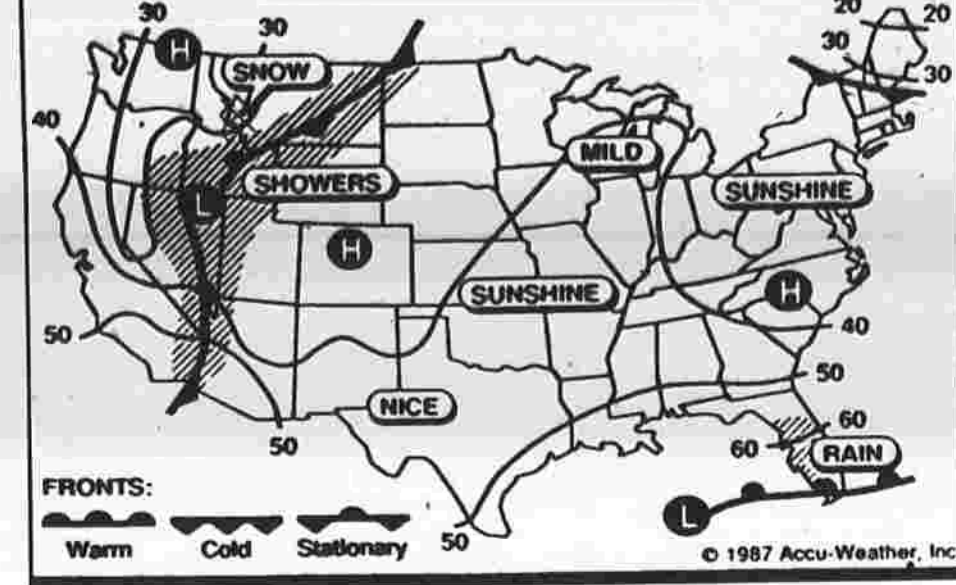 30
20
20
H
30
30
SNOW
30
40
MILD
SHOWERS
SUNSHINE
L
H
SUNSHINE
H
50
40
50
NICE
60
50
60
RAIN
FRONTS:
L
Warm
Cold
Stationary
50
© 1987 Accu-Weather, Inc